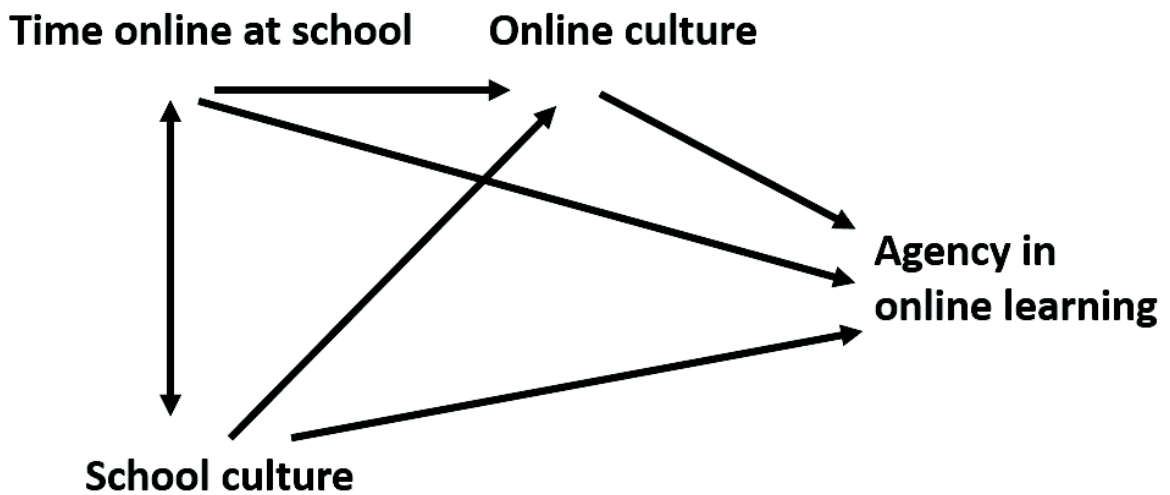 Time online at school
Online culture
Agency in
online learning
School culture